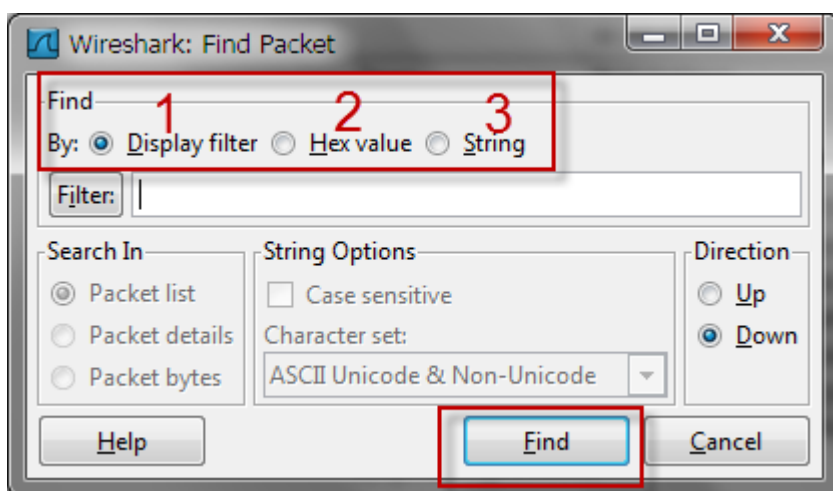 Wireshark: Find Packet
Find
1 2 3
By: Display filter Hex value String
Filter:
Search In
String Options
Direction
Packet list
Case sensitive
Up
Packet details
Character set:
Down
Packet bytes
ASCII Unicode & Non-Unicode
Help
Find
Cancel